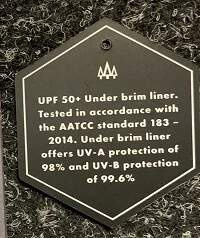 UPF 50+ Under brim liner.
Tested in accordance with
the AATCC standard 183 –
2014. Under brim liner
offers UV-A protection of
98% and UV-B protection
of 99.6%